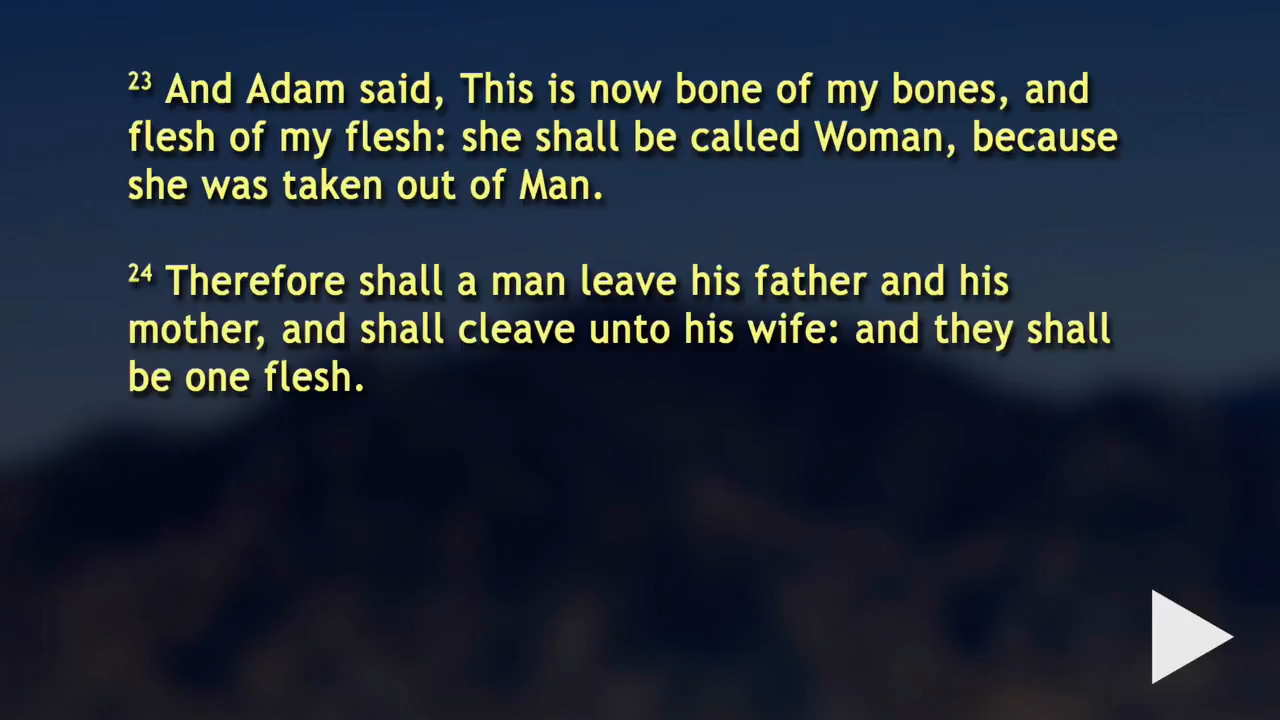 23 And Adam said, This is now bone of my bones, and
flesh of my flesh: she shall be called Woman, because
she was taken out of Man.
24 Therefore shall a man leave his father and his
mother, and shall cleave unto his wife: and they shall
be one flesh.